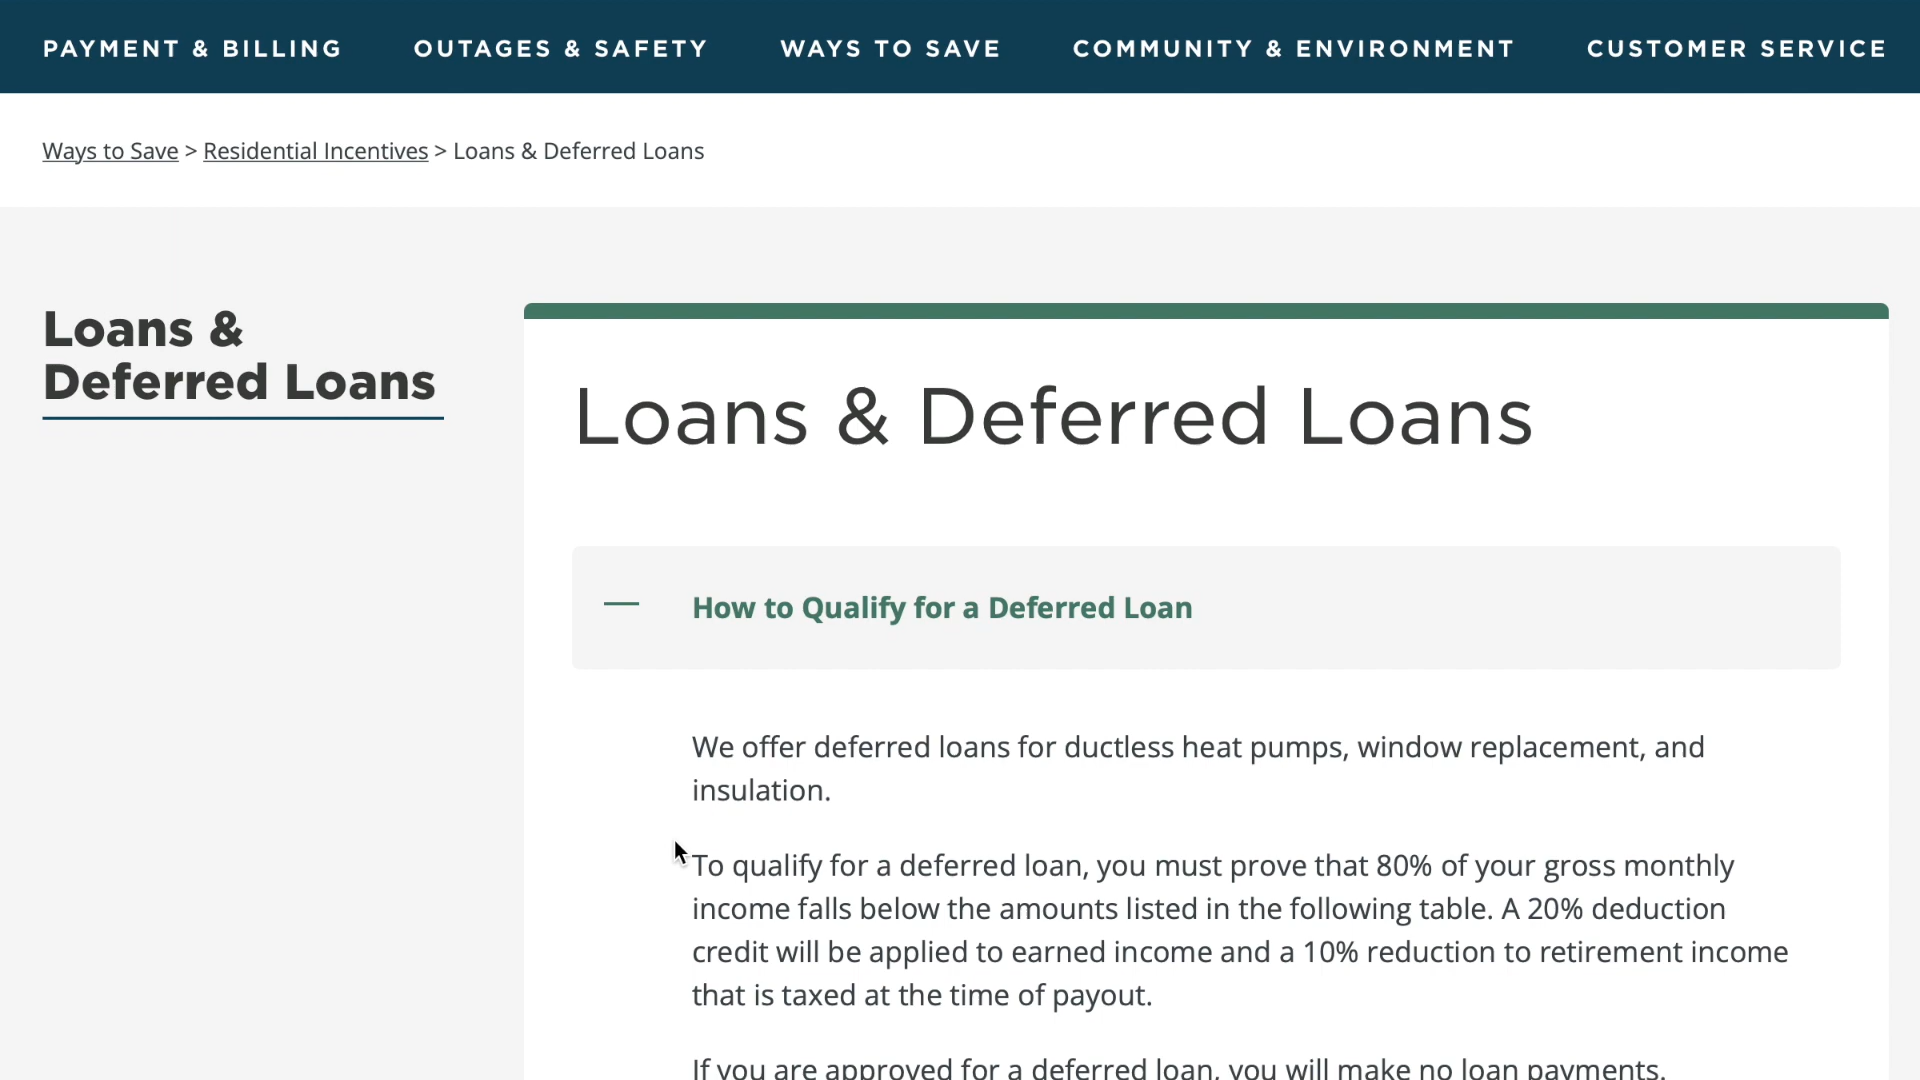 PAYMENT & BILLING OUTAGES & SAFETY WAYS TO SAVE COMMUNITY & ENVIRONMENT CUSTOMER SERVICE
Ways to Save > Residential Incentives > Loans & Deferred Loans
Loans &
Deferred Loans
Loans & Deferred Loans
How to Qualify for a Deferred Loan
We offer deferred loans for ductless heat pumps, window replacement, and
insulation.
To qualify for a deferred loan, you must prove that 80% of your gross monthly
income falls below the amounts listed in the following table. A 20% deduction
credit will be applied to earned income and a 10% reduction to retirement income
that is taxed at the time of payout.
If you are approved for a deferred loan, you will make no loan payments.